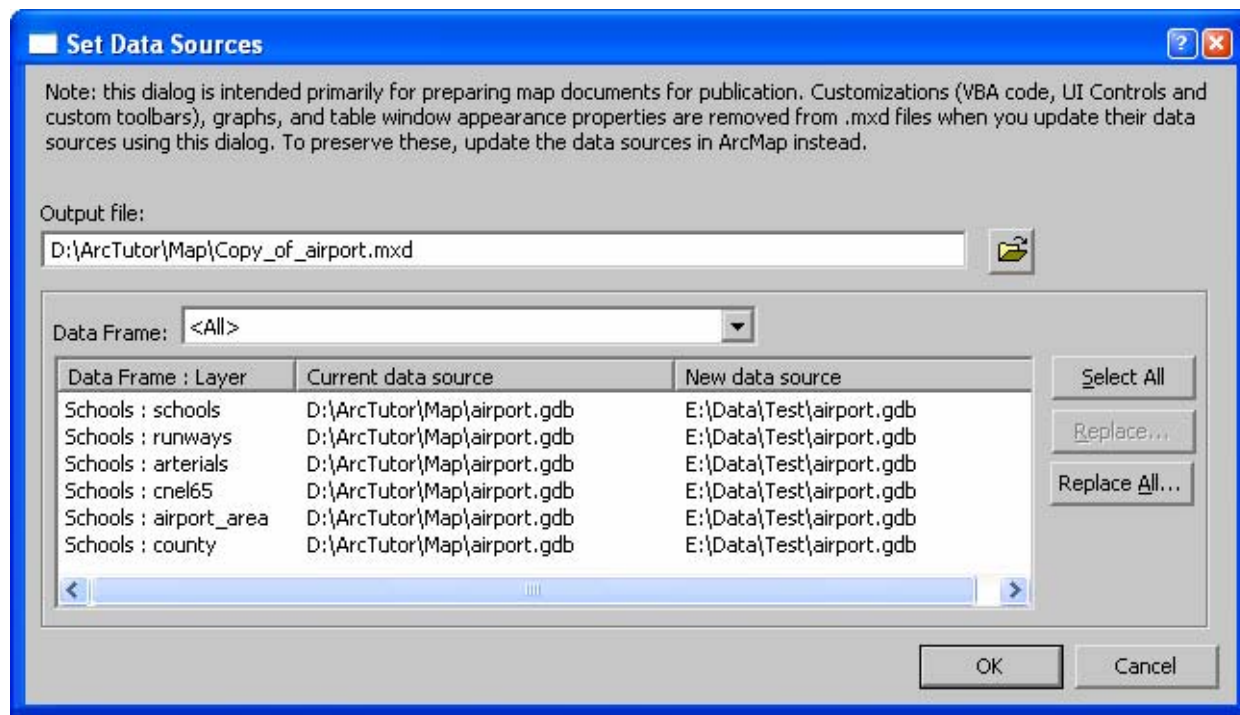 Set Data Sources
Note: this dialog is intended primarily for preparing map documents for publication. Customizations (VBA code, UI Controls and
custom toolbars), graphs, and table window appearance properties are removed from .mxd files when you update their data
sources using this dialog. To preserve these, update the data sources in ArcMap instead.
Output file:
D:\ArcTutor\Map\Copy_of_airport.mxd
Data Frame: <All>
Data Frame : Layer Current data source New data source
Schools : schools D:\ArcTutor\Map\airport.gdb E:\Data\Test\airport.gdb
Schools : runways D:\ArcTutor\Map\airport.gdb E:\Data\Test\airport.gdb
Schools : arterials D:\ArcTutor\Map\airport.gdb E:\Data\Test\airport.gdb
Schools : cnel65 D:\ArcTutor\Map\airport.gdb E:\Data\Test\airport.gdb
Schools : airport_area D:\ArcTutor\Map\airport.gdb E:\Data\Test\airport.gdb
Schools : county D:\ArcTutor\Map\airport.gdb E:\Data\Test\airport.gdb
Select All
Replace...
Replace All...
OK Cancel